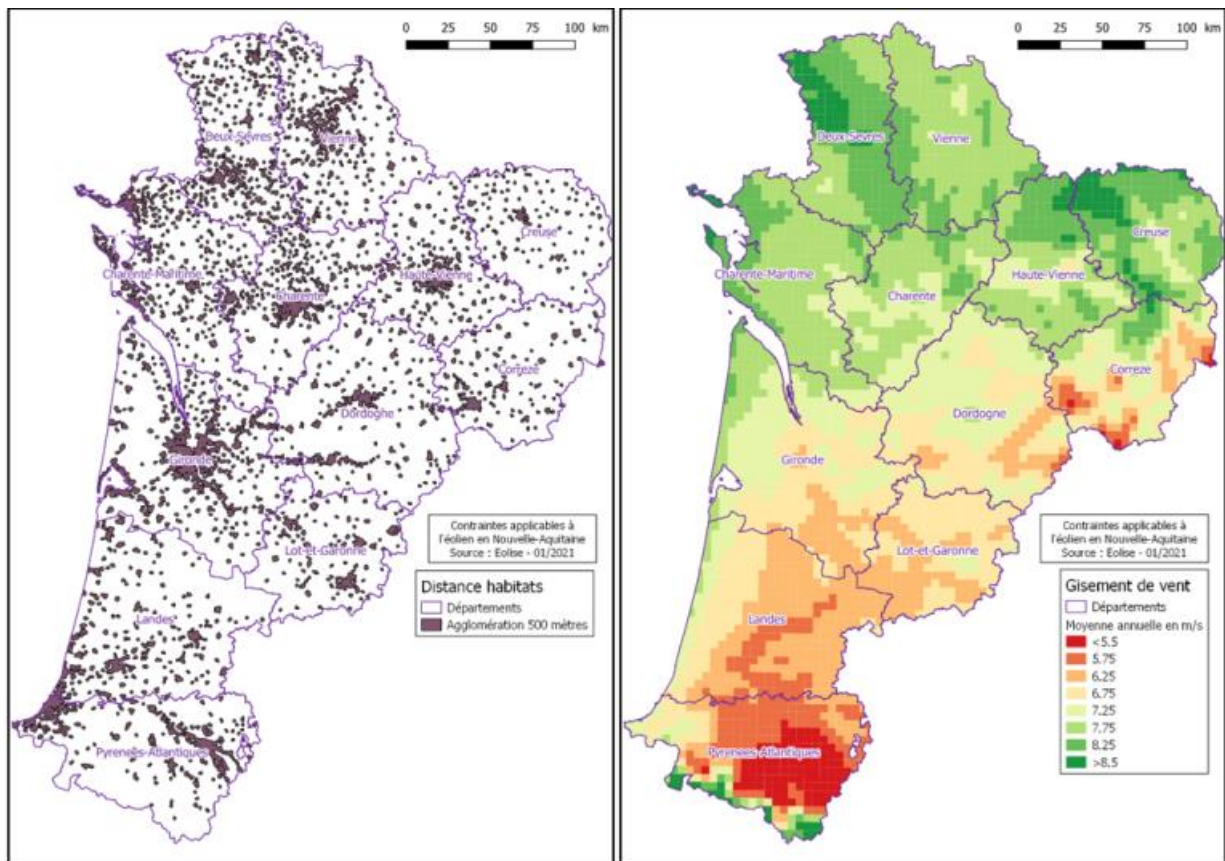 0 25 50 75 100 km
Deux-Sèvres
Vienne
Creuse
Charente-Maritime
Haute-Vienne
Charente
Corrèze
Dordogne
Gironde
Contraintes applicables à
l'éolien en Nouvelle-Aquitaine
Source : Eolise - 01/2021
Lot-et-Garonne
Distance habitats
Départements
Agglomération 500 mètres
Landes
Pyrénées-Atlantiques
0 25 50 75 100 km
Deux-Sèvres
Vienne
Creuse
Charente-Maritime
Haute-Vienne
Charente
Corrèze
Dordogne
Gironde
Contraintes applicables à
l'éolien en Nouvelle-Aquitaine
Source : Eolise - 01/2021
Lot-et-Garonne
Gisement de vent
Départements
Moyenne annuelle en m/s
<5.5
5.75
6.25
6.75
7.25
7.75
8.25
>8.5
Landes
Pyrénées-Atlantiques